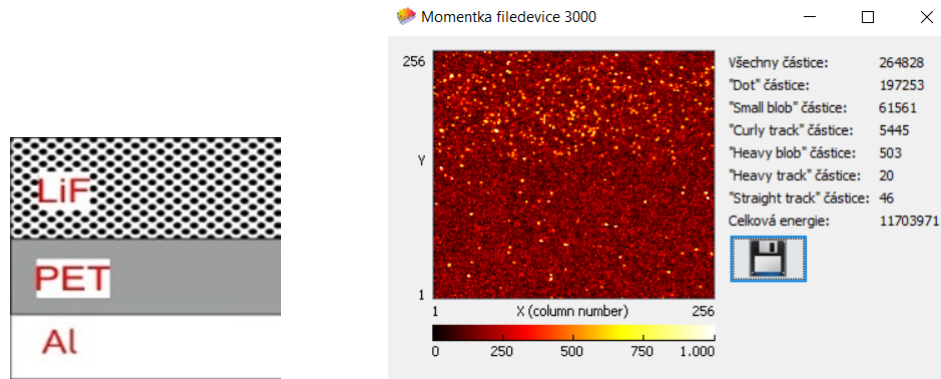 LiF
PET
Al
Momentka filedevice 3000
256
Y
1
1 X (column number) 256
0 250 500 750 1.000
Všechny částice: 264828
"Dot" částice: 197253
"Small blob" částice: 61561
"Curly track" částice: 5445
"Heavy blob" částice: 503
"Heavy track" částice: 20
"Straight track" částice: 46
Celková energie: 11703971